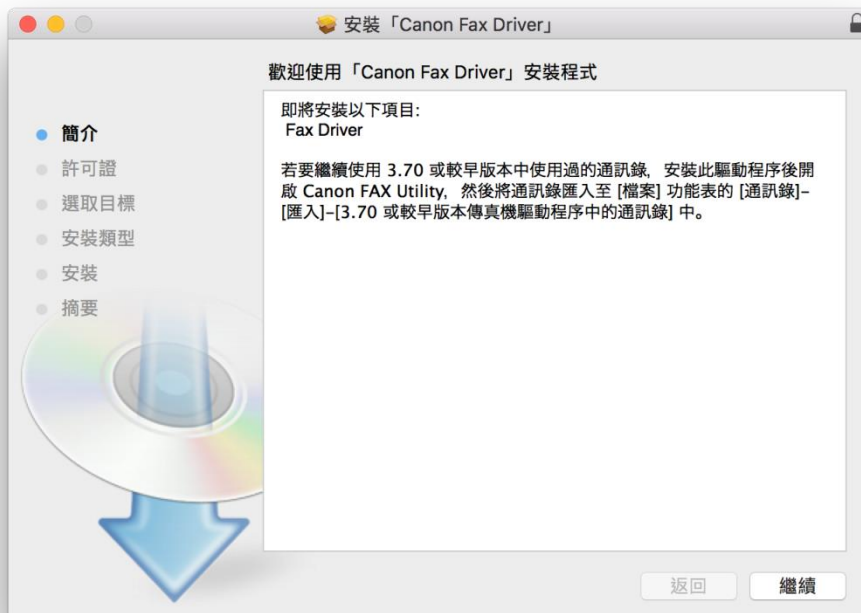 安裝「Canon Fax Driver」
歡迎使用「Canon Fax Driver」安裝程式
簡介
許可證
選取目標
安裝類型
安裝
摘要
即將安裝以下項目:
Fax Driver
若要繼續使用 3.70 或較早版本中使用過的通訊錄，安裝此驅動程序後開
啟 Canon FAX Utility，然後將通訊錄匯入至 [檔案] 功能表的 [通訊錄]-
[匯入]-[3.70 或較早版本傳真機驅動程序中的通訊錄] 中。
返回
繼續